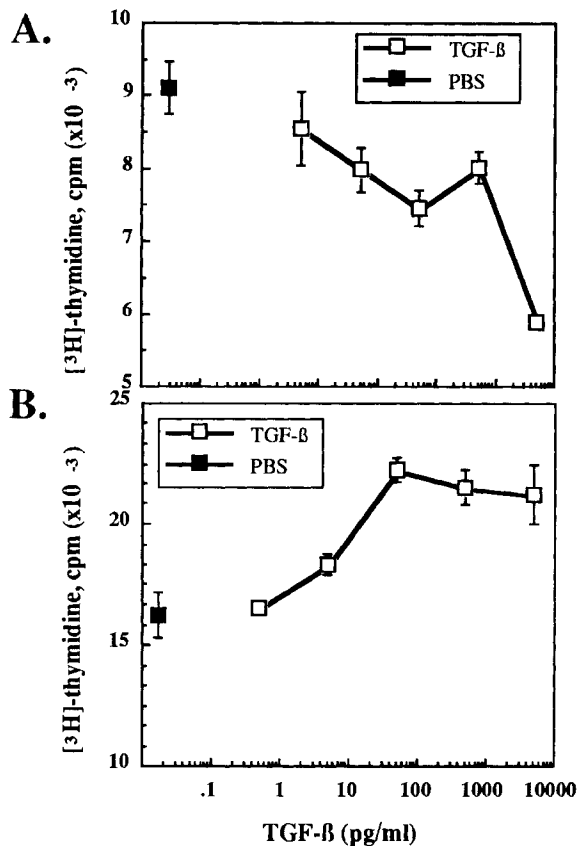 A.
10
9
8
7
6
5
[³H]-thymidine, cpm (x10 -3)
TGF-ß
PBS
B.
25
20
15
10
[³H]-thymidine, cpm (x10 -3)
TGF-ß
PBS
.1 1 10 100 1000 10000
TGF-ß (pg/ml)